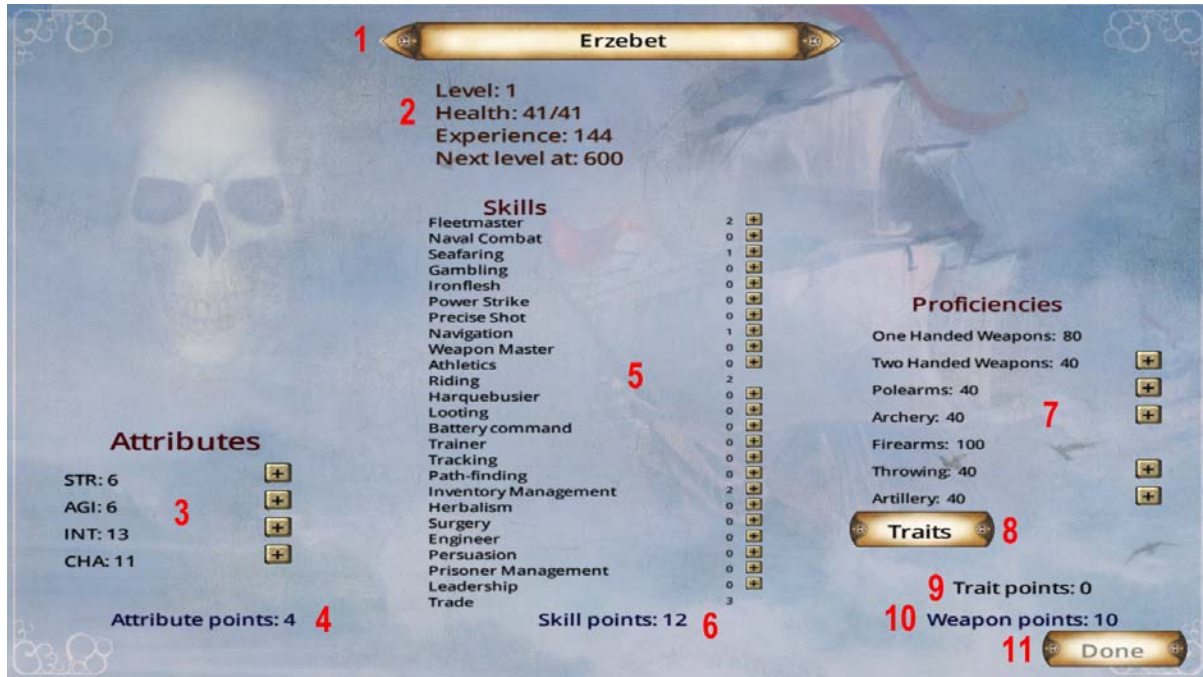 1 Erzebet
2
Level: 1
Health: 41/41
Experience: 144
Next level at: 600
Skills
Fleetmaster 2 +
Naval Combat 0 +
Seafaring 1 +
Gambling 0 +
Ironflesh 0 +
Power Strike 0 +
Precise Shot 0 +
Navigation 1 +
Weapon Master 0 +
Athletics 0 +
Riding 2
Harquebusier 0 +
Looting 0 +
Battery command 0 +
Trainer 0 +
Tracking 0 +
Path-finding 0 +
Inventory Management 2 +
Herbalism 0 +
Surgery 0 +
Engineer 0 +
Persuasion 0 +
Prisoner Management 0 +
Leadership 0 +
Trade 3
5
Skill points: 12 6
Attributes
STR: 6 +
AGI: 6 +
INT: 13 +
CHA: 11 +
3
Attribute points: 4 4
Proficiencies
One Handed Weapons: 80
Two Handed Weapons: 40 +
Polearms: 40 +
Archery: 40 +
Firearms: 100
Throwing: 40 +
Artillery: 40 +
7
Traits 8
9 Trait points: 0
10 Weapon points: 10
11 Done